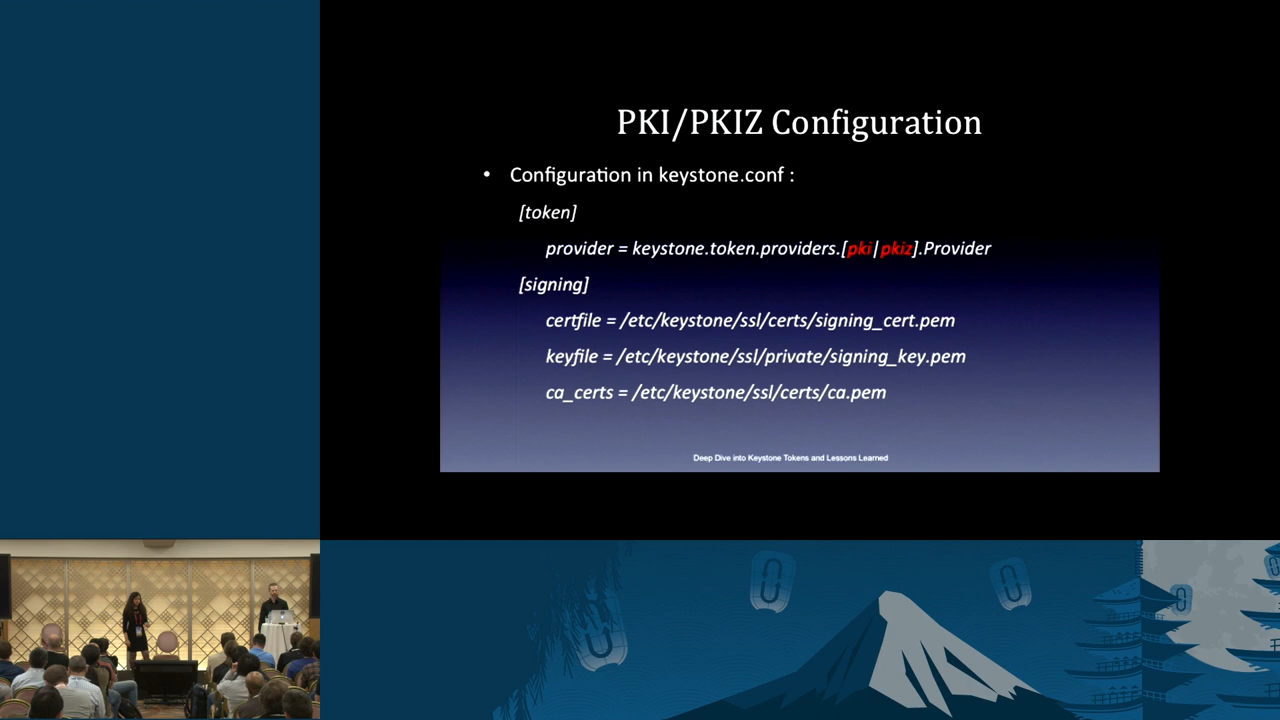 PKI/PKIZ Configuration
• Configuration in keystone.conf :
[token]
provider = keystone.token.providers.[pki|pkiz].Provider
[signing]
certfile = /etc/keystone/ssl/certs/signing_cert.pem
keyfile = /etc/keystone/ssl/private/signing_key.pem
ca_certs = /etc/keystone/ssl/certs/ca.pem
Deep Dive into Keystone Tokens and Lessons Learned